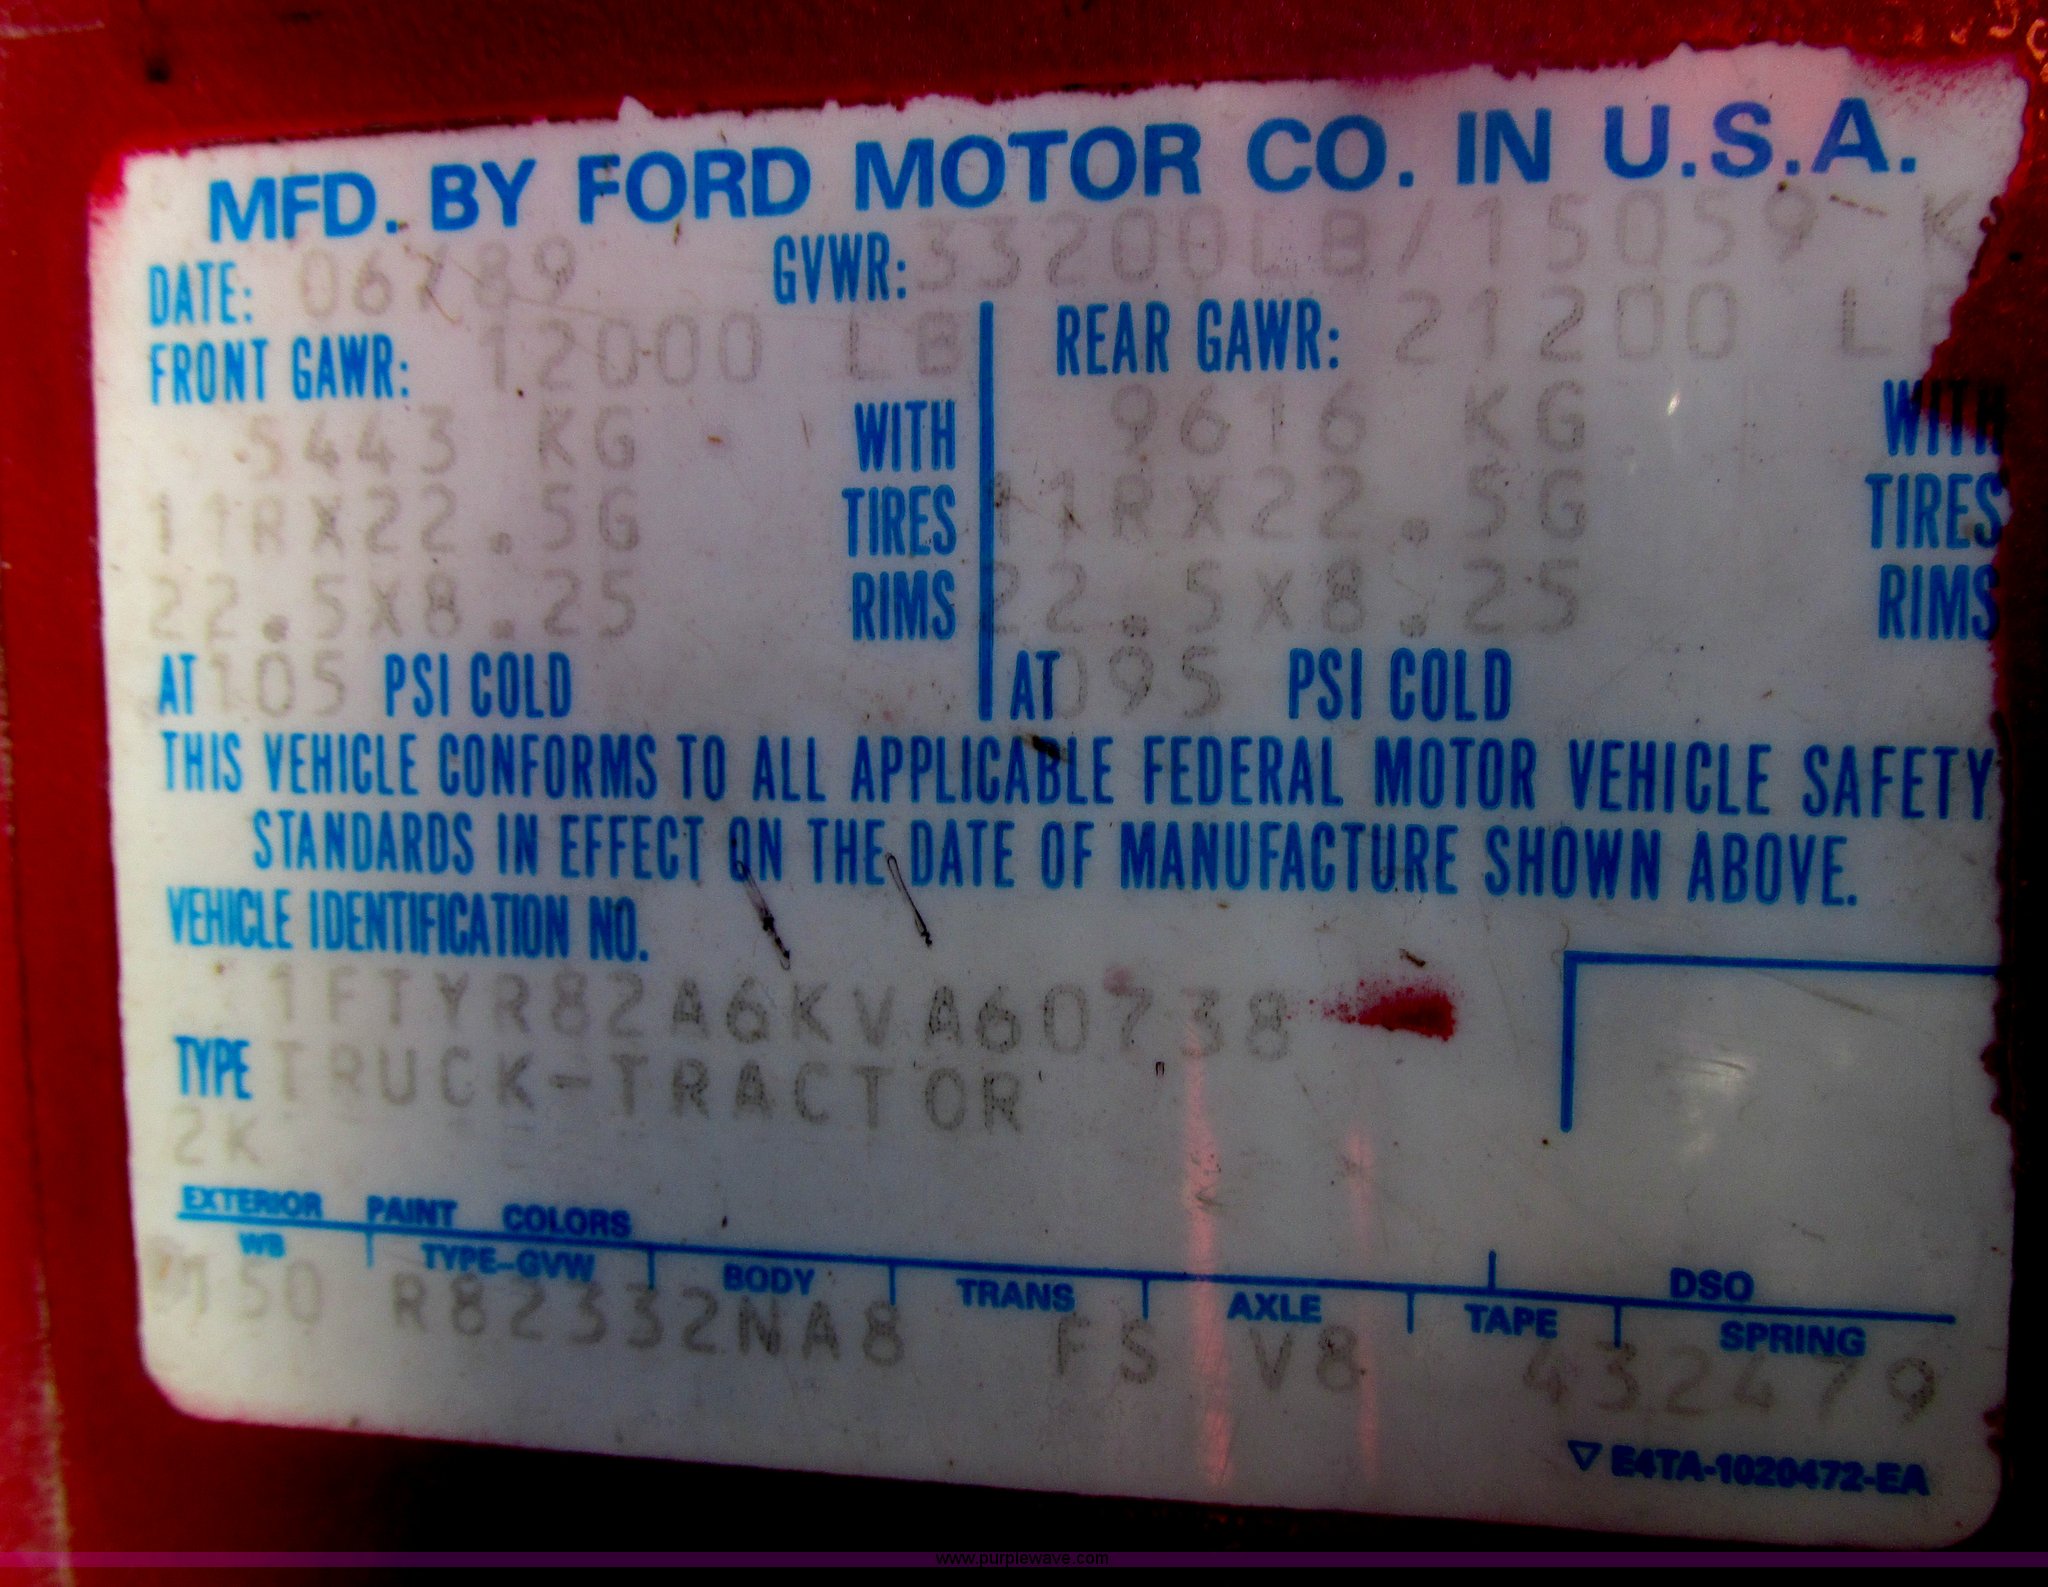 MFD. BY FORD MOTOR CO. IN U.S.A.
DATE: 06/89 GVWR: 33200LB/15059 K
FRONT GAWR: 12000 LB REAR GAWR: 21200 LB
5443 KG WITH 9616 KG WITH
11RX22.5G TIRES 11RX22.5G TIRES
22.5X8.25 RIMS 22.5X8.25 RIMS
AT 105 PSI COLD AT 095 PSI COLD
THIS VEHICLE CONFORMS TO ALL APPLICABLE FEDERAL MOTOR VEHICLE SAFETY
STANDARDS IN EFFECT ON THE DATE OF MANUFACTURE SHOWN ABOVE.
VEHICLE IDENTIFICATION NO.
1FTYR82A6KVA60738
TYPE TRUCK-TRACTOR
2K
EXTERIOR PAINT COLORS DSO
WB TYPE-GVW BODY TRANS AXLE TAPE SPRING
R82332NA8 FS V8
▽ E4TA-1020472-EA
www.purplewave.com